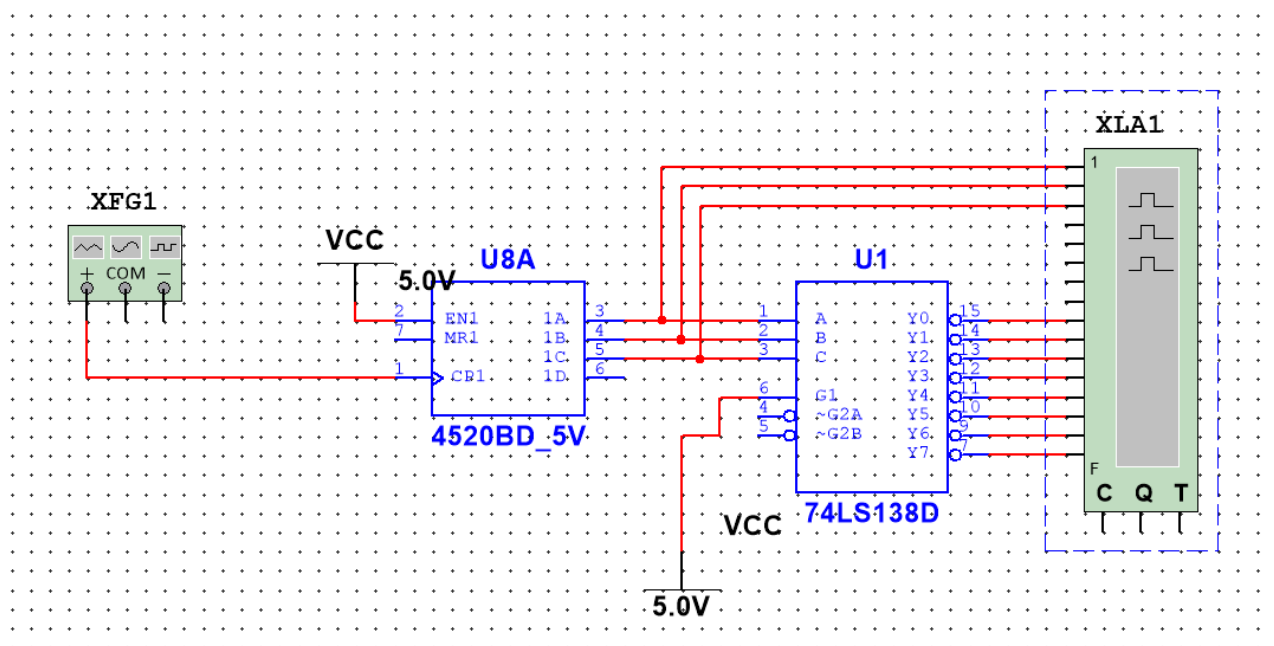 XLA1
1
XFG1
VCC
+ COM −
5.0V
U8A
U1
2 EN1 1A 3
7 MR1 1B 4
1C 5
1 CP1 1D 6
4520BD_5V
1 A Y0 15
2 B Y1 14
3 C Y2 13
Y3 12
6 G1 Y4 11
4 ~G2A Y5 10
5 ~G2B Y6 9
Y7 7
74LS138D
F
C Q T
VCC
5.0V